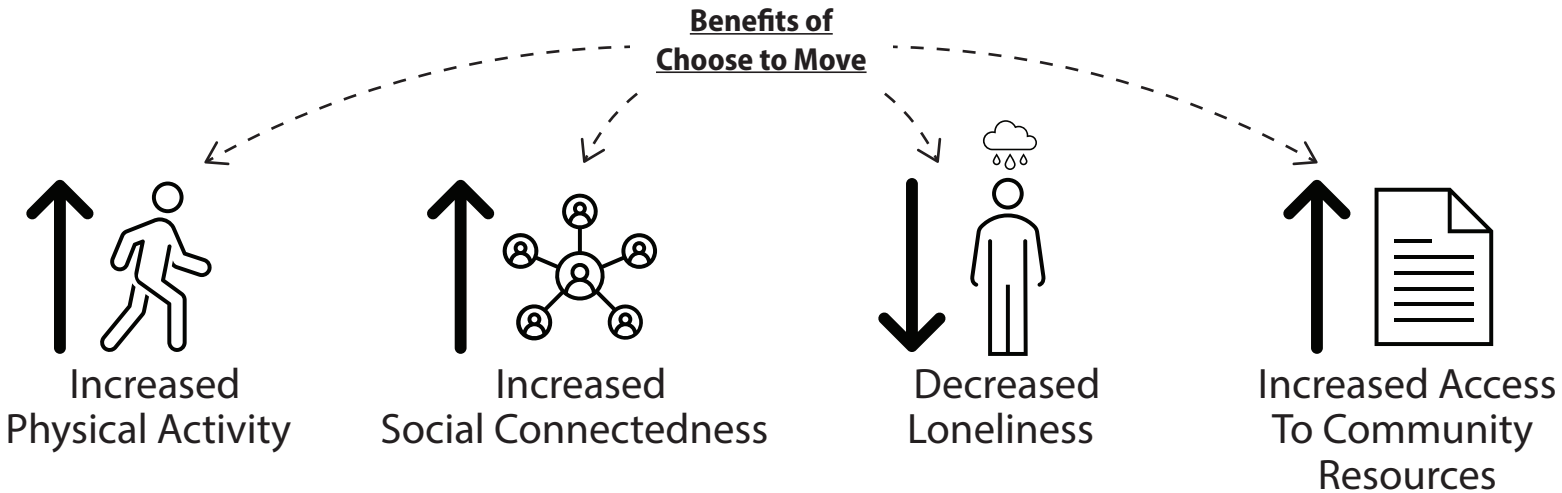 Benefits of
Choose to Move
Increased
Physical Activity
Increased
Social Connectedness
Decreased
Loneliness
Increased Access
To Community
Resources